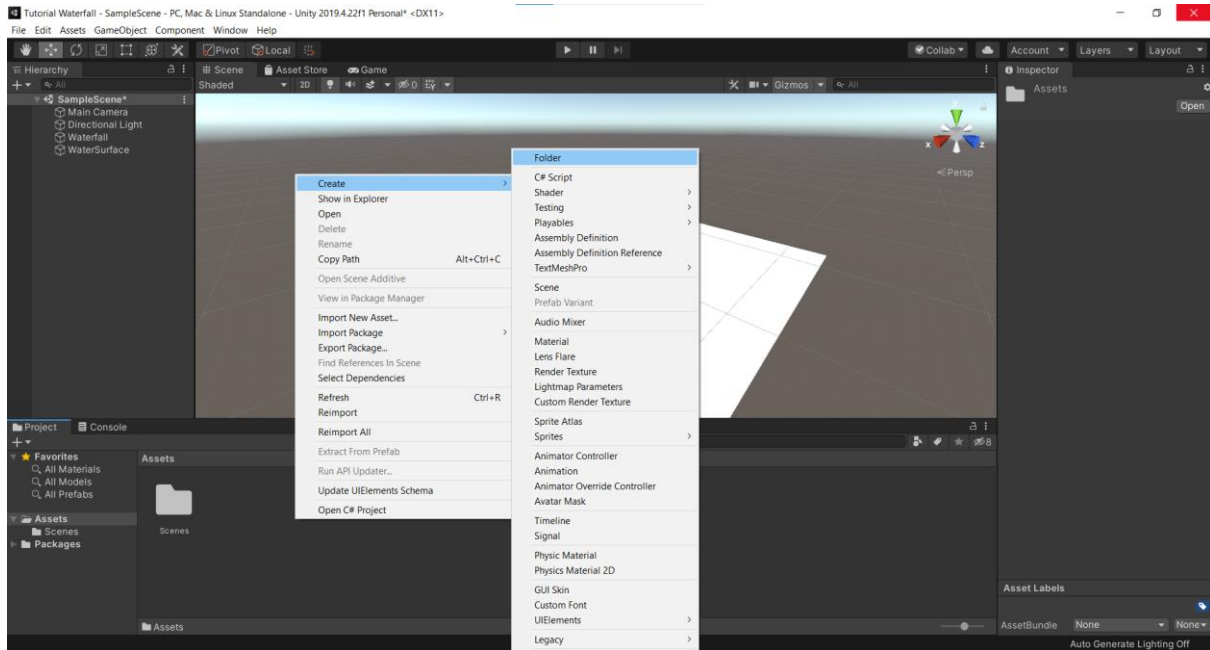 Tutorial Waterfall - SampleScene - PC, Mac & Linux Standalone - Unity 2019.4.22f1 Personal* <DX11>
File Edit Assets GameObject Component Window Help
Pivot Local Collab Account Layers Layout
Hierarchy Scene Asset Store Game Inspector
All Shaded 2D 0 Gizmos All Assets
Open
SampleScene*
Main Camera
Directional Light
Waterfall
WaterSurface
x y z
Persp
Create
Show in Explorer
Open
Delete
Rename
Copy Path Alt+Ctrl+C
Open Scene Additive
View in Package Manager
Import New Asset...
Import Package
Export Package...
Find References In Scene
Select Dependencies
Refresh Ctrl+R
Reimport
Reimport All
Extract From Prefab
Run API Updater...
Update UIElements Schema
Open C# Project
Folder
C# Script
Shader
Testing
Playables
Assembly Definition
Assembly Definition Reference
TextMeshPro
Scene
Prefab Variant
Audio Mixer
Material
Lens Flare
Render Texture
Lightmap Parameters
Custom Render Texture
Sprite Atlas
Sprites
Animator Controller
Animation
Animator Override Controller
Avatar Mask
Timeline
Signal
Physic Material
Physics Material 2D
GUI Skin
Custom Font
UIElements
Legacy
Project Console
8
Favorites
All Materials
All Models
All Prefabs
Assets
Scenes
Packages
Assets
Scenes
Assets
Asset Labels
AssetBundle None None
Auto Generate Lighting Off